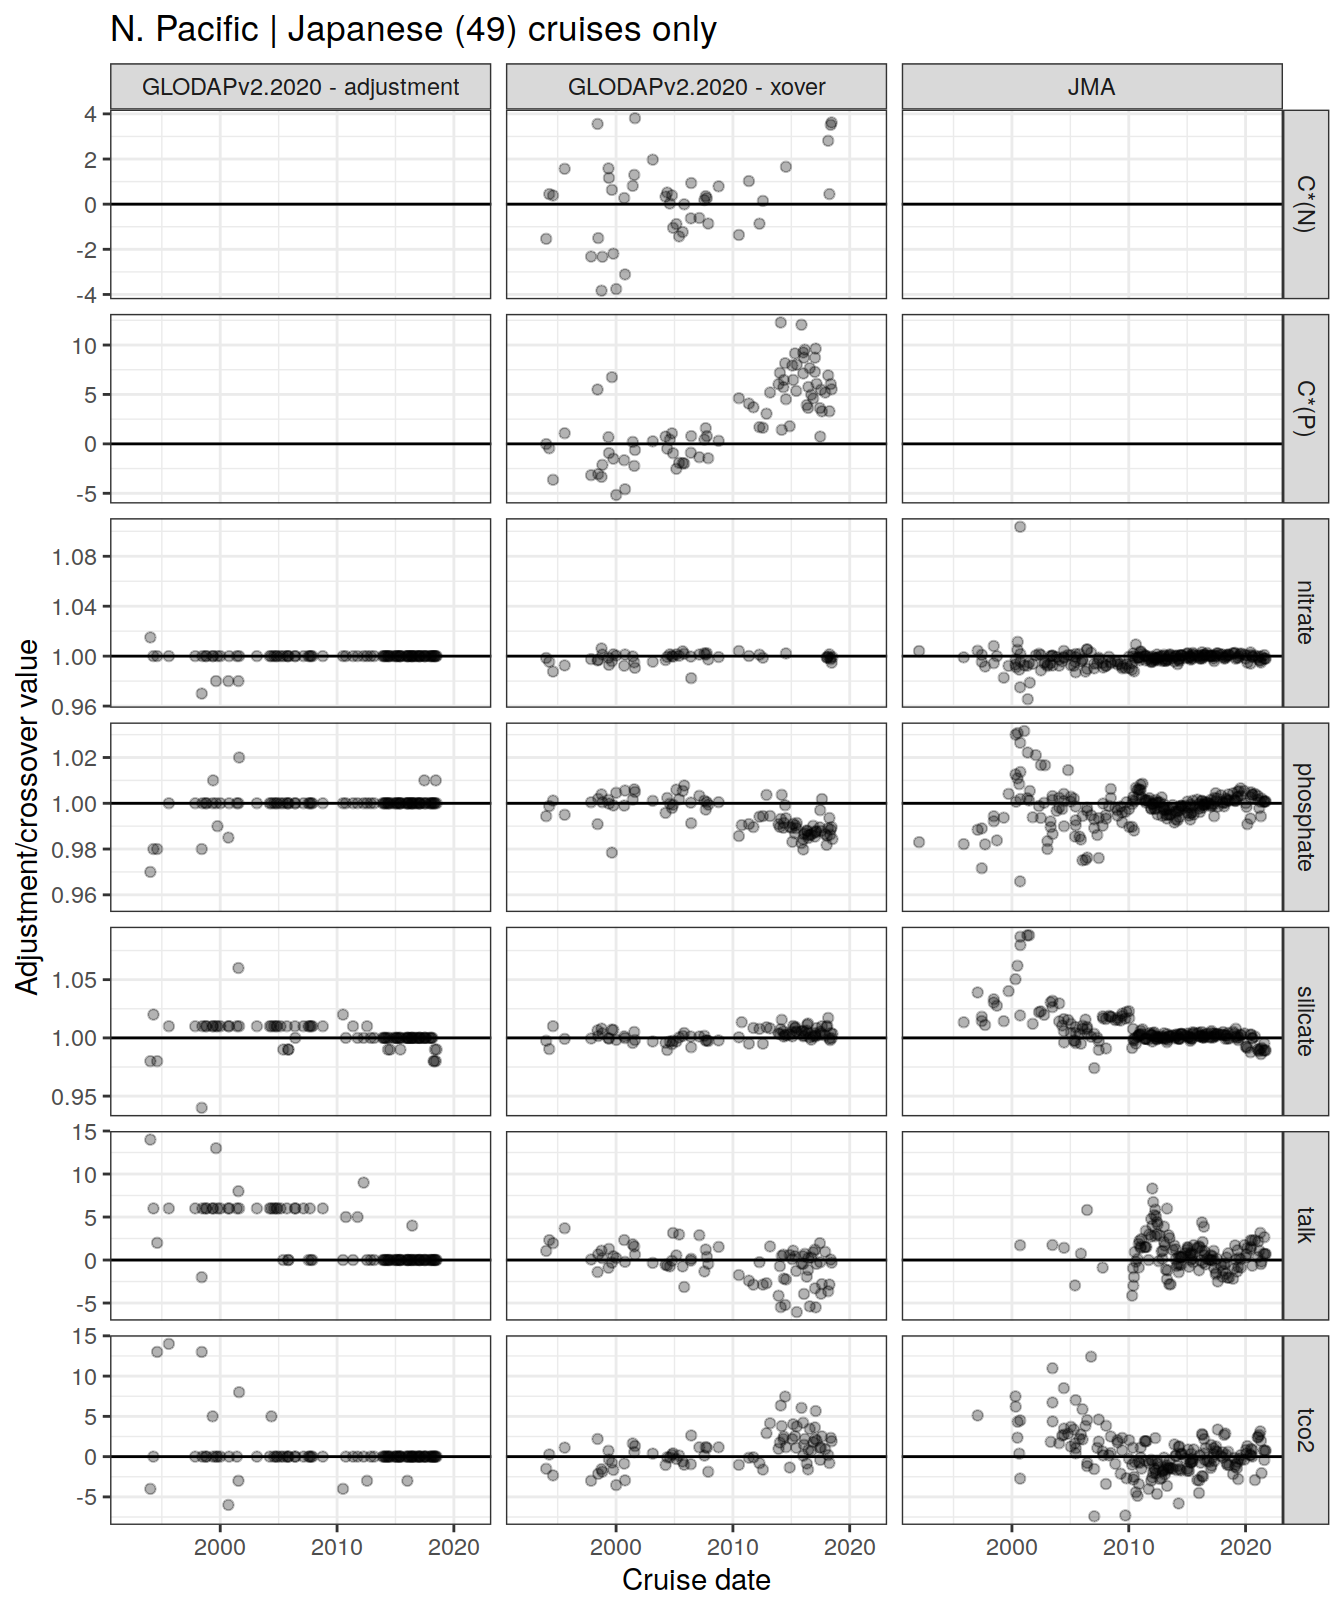 N. Pacific | Japanese (49) cruises only
GLODAPv2.2020 - adjustment
GLODAPv2.2020 - xover
JMA
4
2
0
-2
-4
C*(N)
10
5
0
-5
C*(P)
1.08
1.04
1.00
0.96
nitrate
1.02
1.00
0.98
0.96
phosphate
1.05
1.00
0.95
silicate
15
10
5
0
-5
talk
15
10
5
0
-5
tco2
Adjustment/crossover value
2000 2010 2020
2000 2010 2020
2000 2010 2020
Cruise date